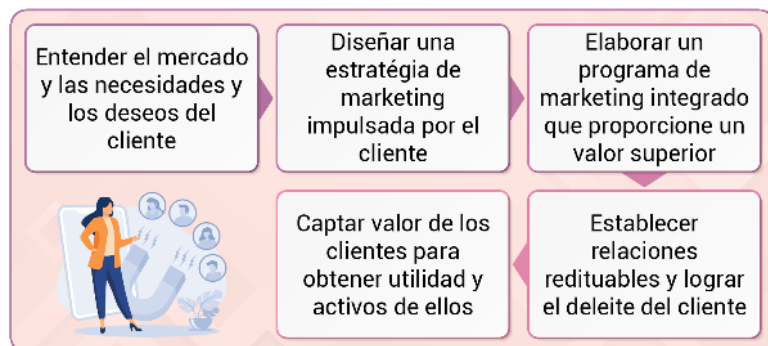 Entender el mercado
y las necesidades y
los deseos del
cliente
Diseñar una
estratégia de
marketing
impulsada por el
cliente
Elaborar un
programa de
marketing integrado
que proporcione un
valor superior
Establecer
relaciones
redituables y lograr
el deleite del cliente
Captar valor de los
clientes para
obtener utilidad y
activos de ellos